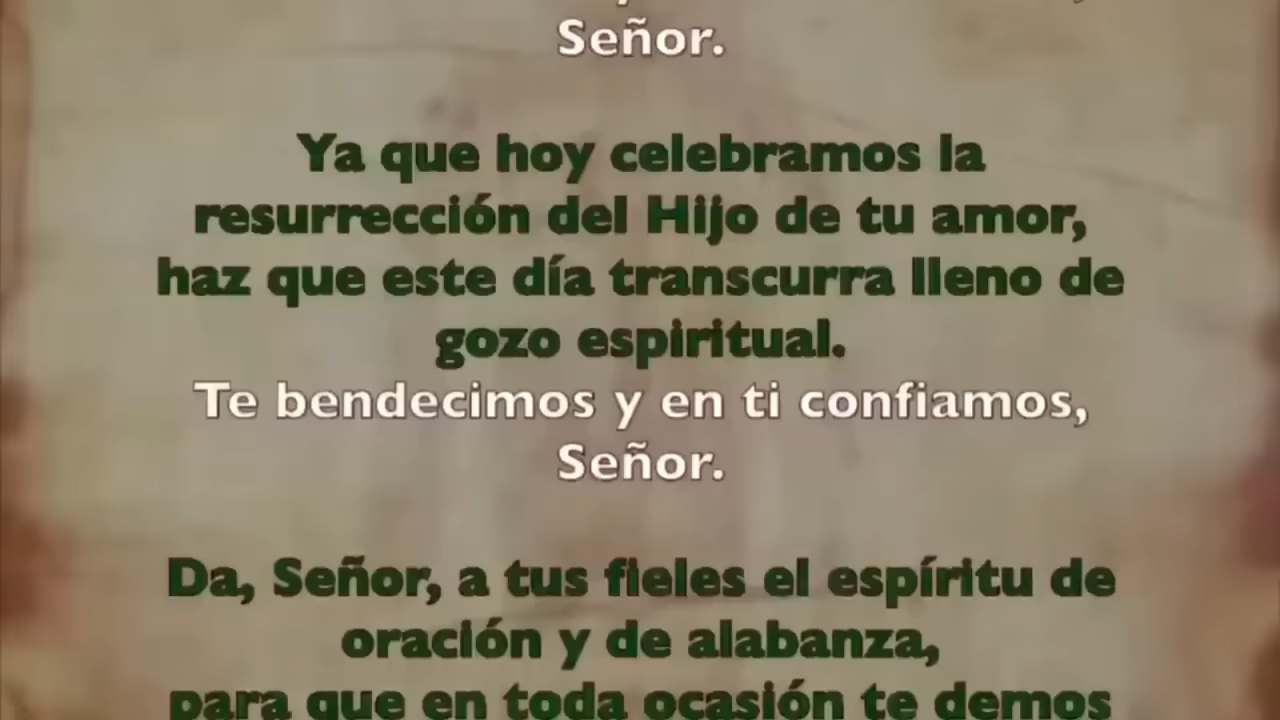 Señor.
Ya que hoy celebramos la
resurrección del Hijo de tu amor,
haz que este día transcurra lleno de
gozo espiritual.
Te bendecimos y en ti confiamos,
Señor.
Da, Señor, a tus fieles el espíritu de
oración y de alabanza,
para que en toda ocasión te demos